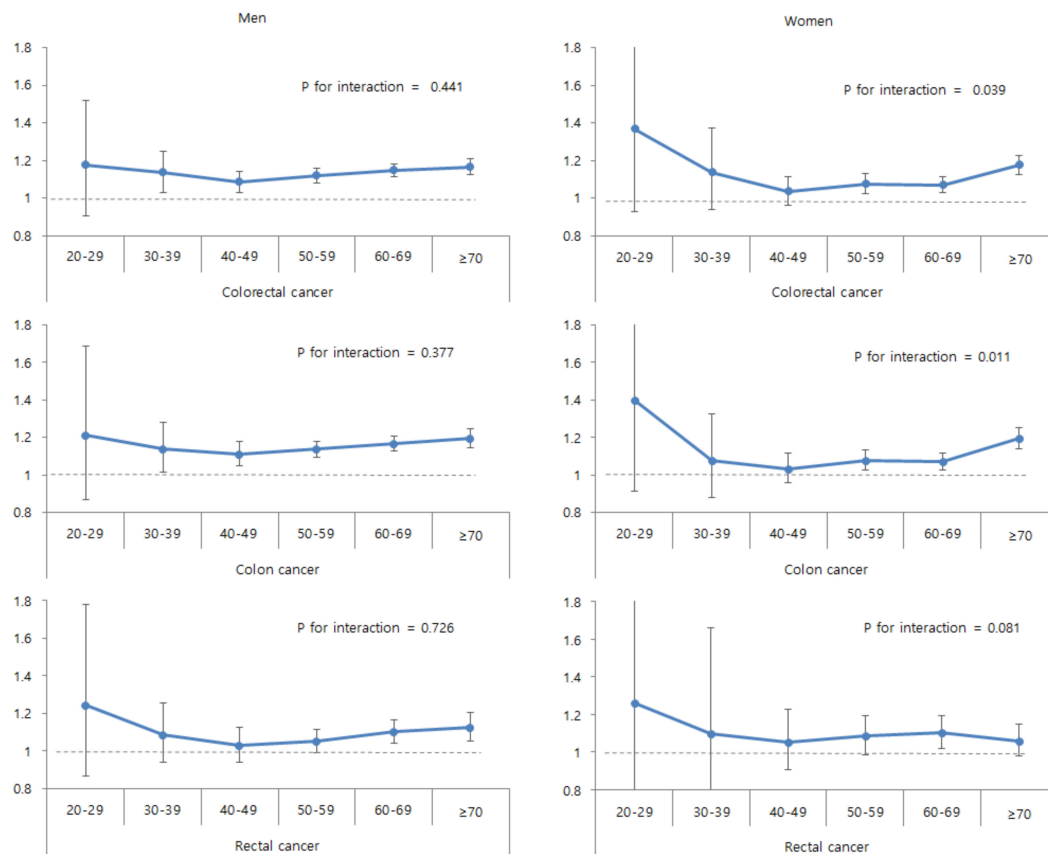 Men
1.8
1.6
1.4
1.2
1
0.8
P for interaction = 0.441
20-29 30-39 40-49 50-59 60-69 ≥70
Colorectal cancer
Women
1.8
1.6
1.4
1.2
1
0.8
P for interaction = 0.039
20-29 30-39 40-49 50-59 60-69 ≥70
Colorectal cancer
1.8
1.6
1.4
1.2
1
0.8
P for interaction = 0.377
20-29 30-39 40-49 50-59 60-69 ≥70
Colon cancer
1.8
1.6
1.4
1.2
1
0.8
P for interaction = 0.011
20-29 30-39 40-49 50-59 60-69 ≥70
Colon cancer
1.8
1.6
1.4
1.2
1
0.8
P for interaction = 0.726
20-29 30-39 40-49 50-59 60-69 ≥70
Rectal cancer
1.8
1.6
1.4
1.2
1
0.8
P for interaction = 0.081
20-29 30-39 40-49 50-59 60-69 ≥70
Rectal cancer